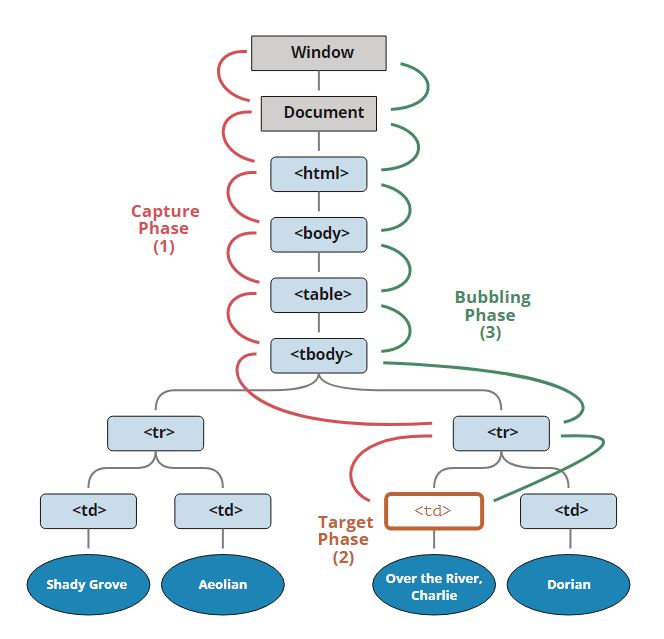 Window
Document
<html>
Capture
Phase
(1)
<body>
<table>
Bubbling
Phase
(3)
<tbody>
<tr>
<tr>
<td>
<td>
<td>
<td>
Target
Phase
(2)
Shady Grove
Aeolian
Over the River,
Charlie
Dorian